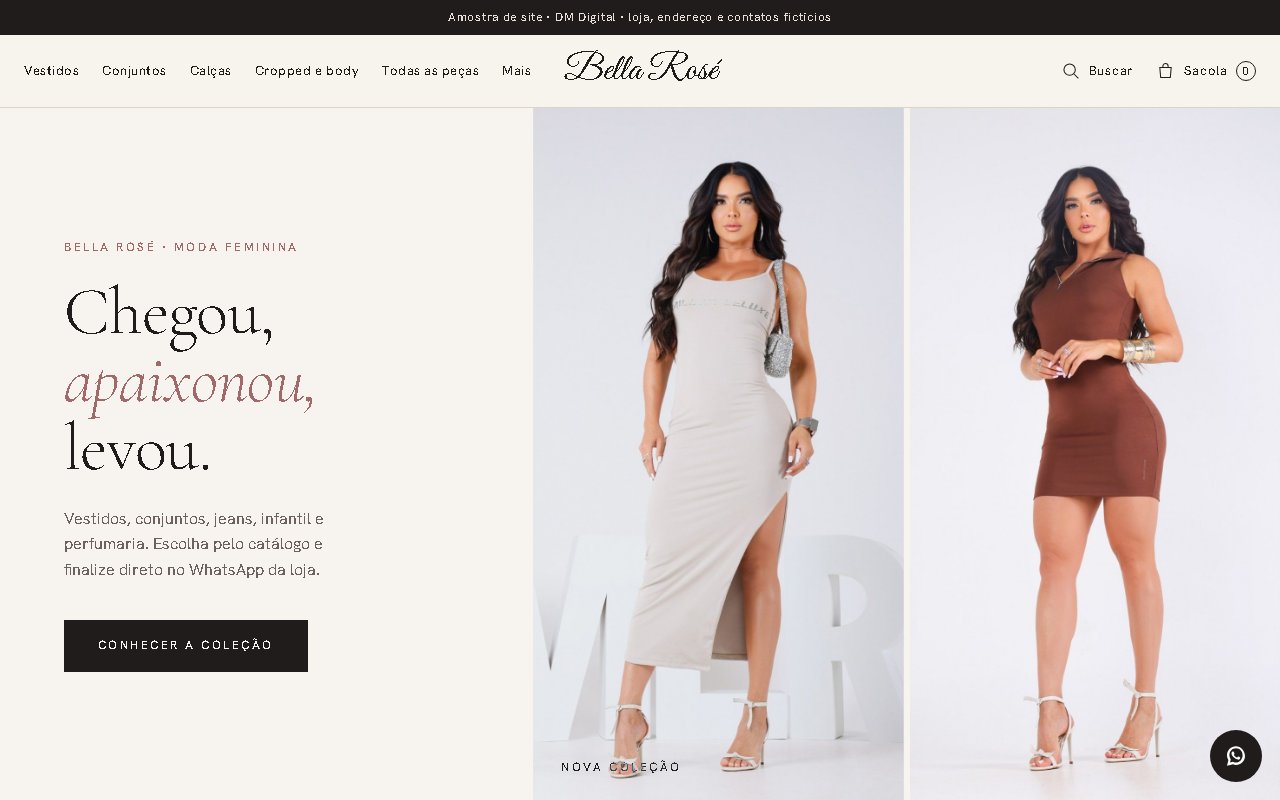 Amostra de site • DM Digital • loja, endereço e contatos fictícios
Vestidos Conjuntos Calças Cropped e body Todas as peças Mais
Bella Rosé
Buscar Sacola 0
BELLA ROSÉ • MODA FEMININA
Chegou,
apaixonou,
levou.
Vestidos, conjuntos, jeans, infantil e
perfumaria. Escolha pelo catálogo e
finalize direto no WhatsApp da loja.
CONHECER A COLEÇÃO
NOVA COLEÇÃO